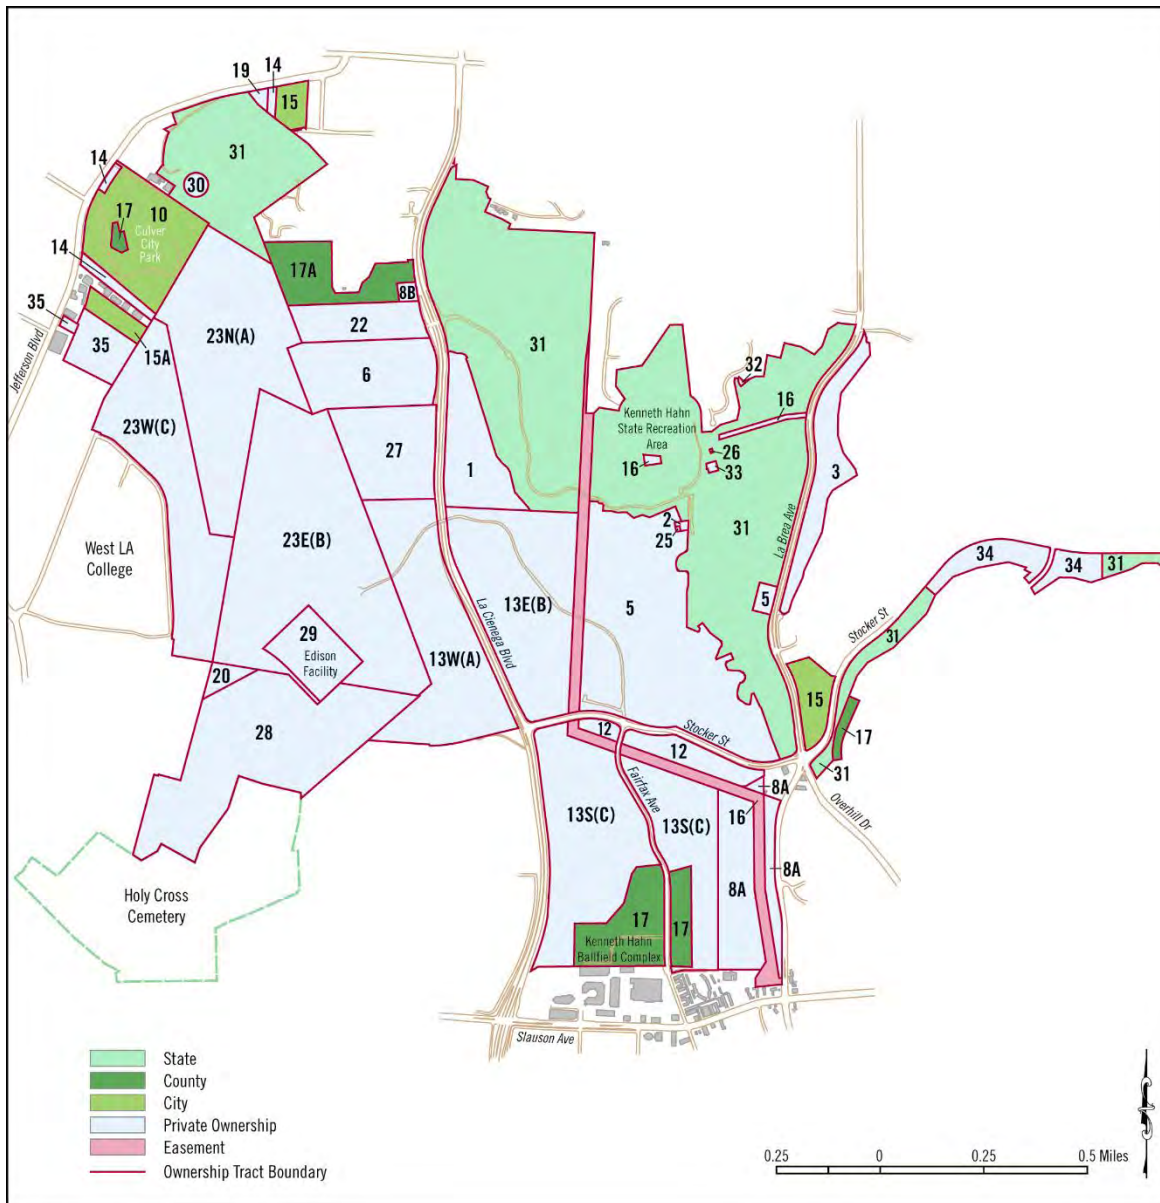 19
14
15
31
14
30
10
17
Culver
City
Park
14
17A
8B
35
35
15A
23N(A)
22
6
31
Jefferson Blvd
32
Kenneth Hahn
State Recreation
Area
16
16
26
33
3
23W(C)
27
1
La Brea Ave
2
25
31
West LA
College
23E(B)
34
34
31
5
5
13E(B)
La Cienega Blvd
Stocker St
31
29
Edison
Facility
13W(A)
20
28
15
17
12
Stocker St
12
31
8A
Fairfax Ave
Overhill Dr
13S(C)
13S(C)
16
8A
8A
Holy Cross
Cemetery
17
17
Kenneth Hahn
Ballfield Complex
Slauson Ave
State
County
City
Private Ownership
Easement
Ownership Tract Boundary
0.25 0 0.25 0.5 Miles